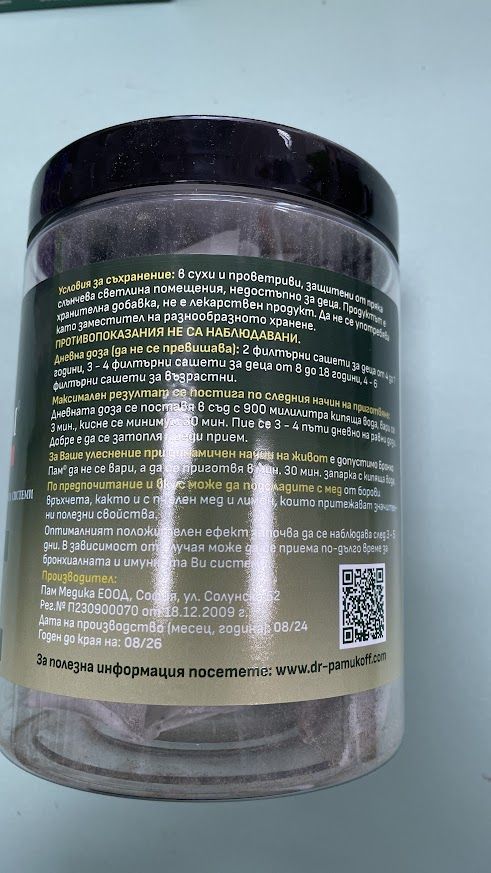 Условия за съхранение: в сухи и проветриви, защитени от пряка
слънчева светлина помещения, недостъпно за деца. Продуктът е
хранителна добавка, не е лекарствен продукт. Да не се употребява
като заместител на разнообразното хранене.
ПРОТИВОПОКАЗАНИЯ НЕ СА НАБЛЮДАВАНИ.
Дневна доза (да не се превишава): 2 филтърни сашети за деца от 4 до 7
години, 3 - 4 филтърни сашети за деца от 8 до 18 години, 4 - 6
филтърни сашети за възрастни.
Максимален резултат се постига по следния начин на приготвяне:
Дневната доза се поставя в съд с 900 милилитра кипяща вода, вари се
3 мин., кисне се минимум 30 мин. Пие се 3 - 4 пъти дневно на равни дози.
Добре е да се затопля преди прием.
За Ваше улеснение при динамичен начин на живот е допустимо Бронхо
Пам® да не се вари, а да се приготвя в мин. 30 мин. запарка с кипяща вода.
По предпочитание и вкус може да подсладите с мед от борови
връхчета, както и с пчелен мед и лимон, които притежават значител-
ни полезни свойства.
Оптималният положителен ефект започва да се наблюдава след 3-5
дни. В зависимост от случая може да се приема по-дълго време за
бронхиалната и имунната Ви система.
Производител:
Пам Медика ЕООД, София, ул. Солунска 52
Рег.№ П230900070 от 18.12.2009 г.
Дата на производство (месец, година): 08/24
Годен до края на: 08/26
За полезна информация посетете: www.dr-pamukoff.com